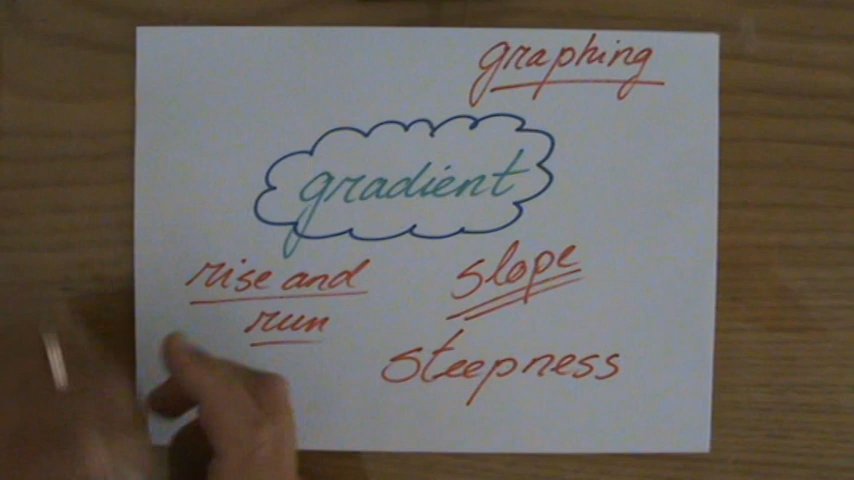 graphing
gradient
rise and
run
slope
steepness